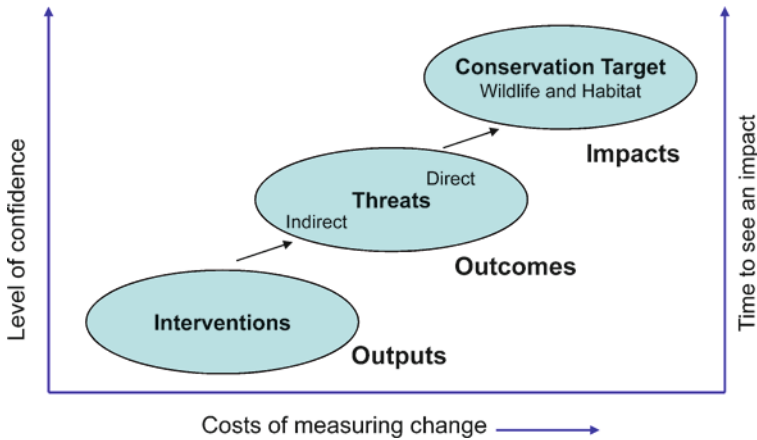 Conservation Target
Wildlife and Habitat
Impacts
Direct
Threats
Indirect
Outcomes
Interventions
Outputs
Level of confidence
Time to see an impact
Costs of measuring change